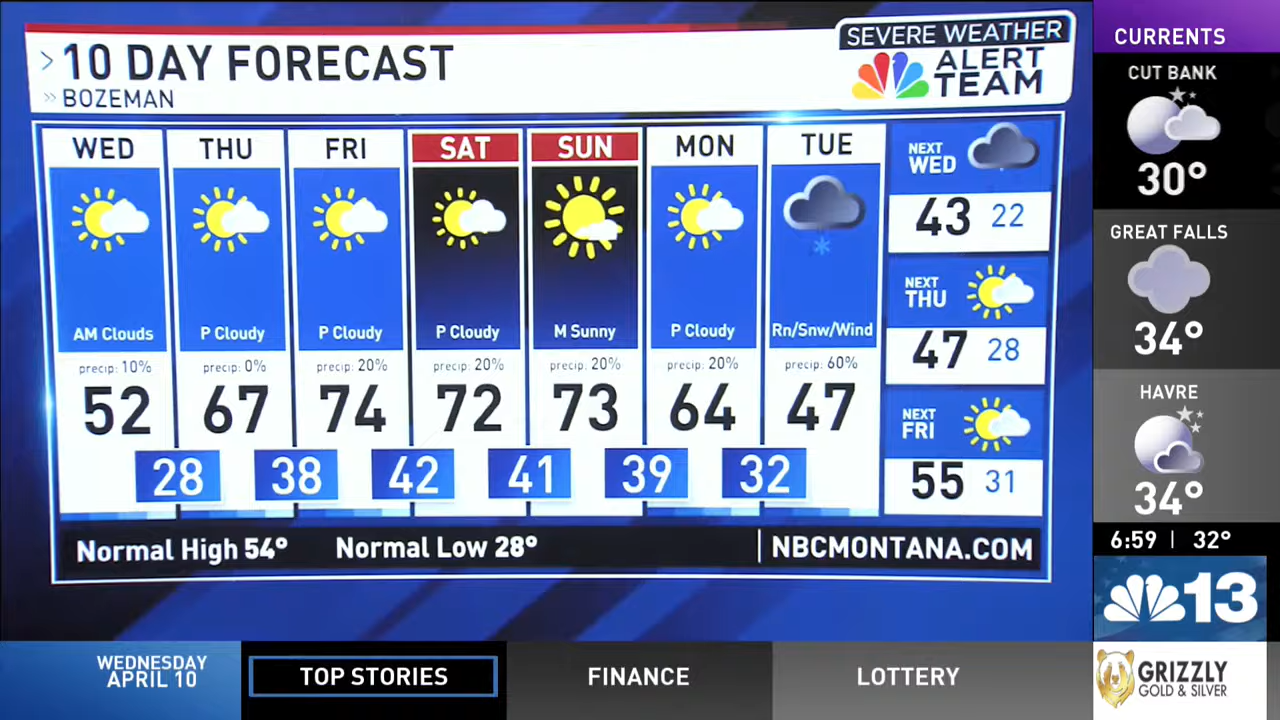 > 10 DAY FORECAST
» BOZEMAN
SEVERE WEATHER
ALERT
TEAM
WED
THU
FRI
SAT
SUN
MON
TUE
AM Clouds
P Cloudy
P Cloudy
P Cloudy
M Sunny
P Cloudy
Rn/Snw/Wind
precip: 10%
precip: 0%
precip: 20%
precip: 20%
precip: 20%
precip: 20%
precip: 60%
52
67
74
72
73
64
47
28
38
42
41
39
32
NEXT
WED
43 22
NEXT
THU
47 28
NEXT
FRI
55 31
Normal High 54° Normal Low 28°
NBCMONTANA.COM
CURRENTS
CUT BANK
30°
GREAT FALLS
34°
HAVRE
34°
6:59 | 32°
13
WEDNESDAY
APRIL 10
TOP STORIES
FINANCE
LOTTERY
GRIZZLY
GOLD & SILVER